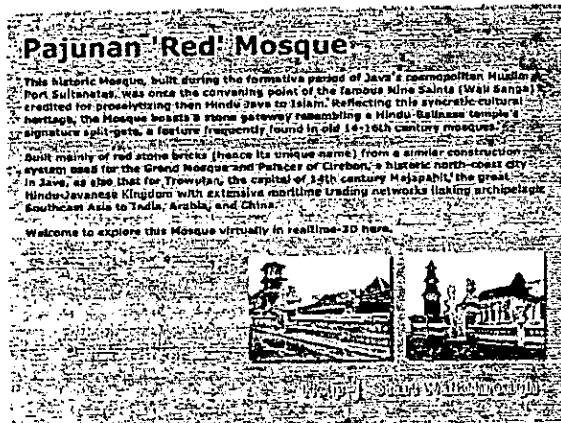 Pajunan 'Red' Mosque
This historic Mosque, built during the formative period of Java's cosmopolitan Muslim
Port Sultanates, was once the convening point of the famous Nine Saints (Wali Sanga)
credited for proselytizing then Hindu Java to Islam. Reflecting this syncretic cultural
heritage, the Mosque boasts a stone gateway resembling a Hindu-Balinese temple's
signature split-gate, a feature frequently found in old 14-16th century mosques.
Built mainly of red stone bricks (hence its unique name) from a similar construction
system used for the Grand Mosque and Palaces of Cirebon, a historic north-coast city
in Java, as also that for Trowulan, the capital of 14th century Majapahit, the great
Hindu-Javanese Kingdom with extensive maritime trading networks linking archipelagic
Southeast Asia to India, Arabia, and China.
Welcome to explore this Mosque virtually in realtime-3D here.
Help | Start Walkthrough